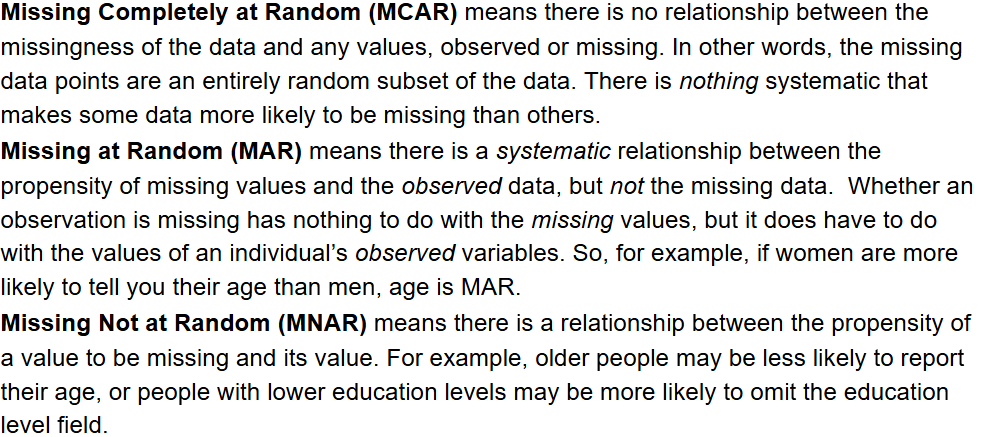 Missing Completely at Random (MCAR) means there is no relationship between the
missingness of the data and any values, observed or missing. In other words, the missing
data points are an entirely random subset of the data. There is nothing systematic that
makes some data more likely to be missing than others.
Missing at Random (MAR) means there is a systematic relationship between the
propensity of missing values and the observed data, but not the missing data.  Whether an
observation is missing has nothing to do with the missing values, but it does have to do
with the values of an individual’s observed variables. So, for example, if women are more
likely to tell you their age than men, age is MAR.
Missing Not at Random (MNAR) means there is a relationship between the propensity of
a value to be missing and its value. For example, older people may be less likely to report
their age, or people with lower education levels may be more likely to omit the education
level field.